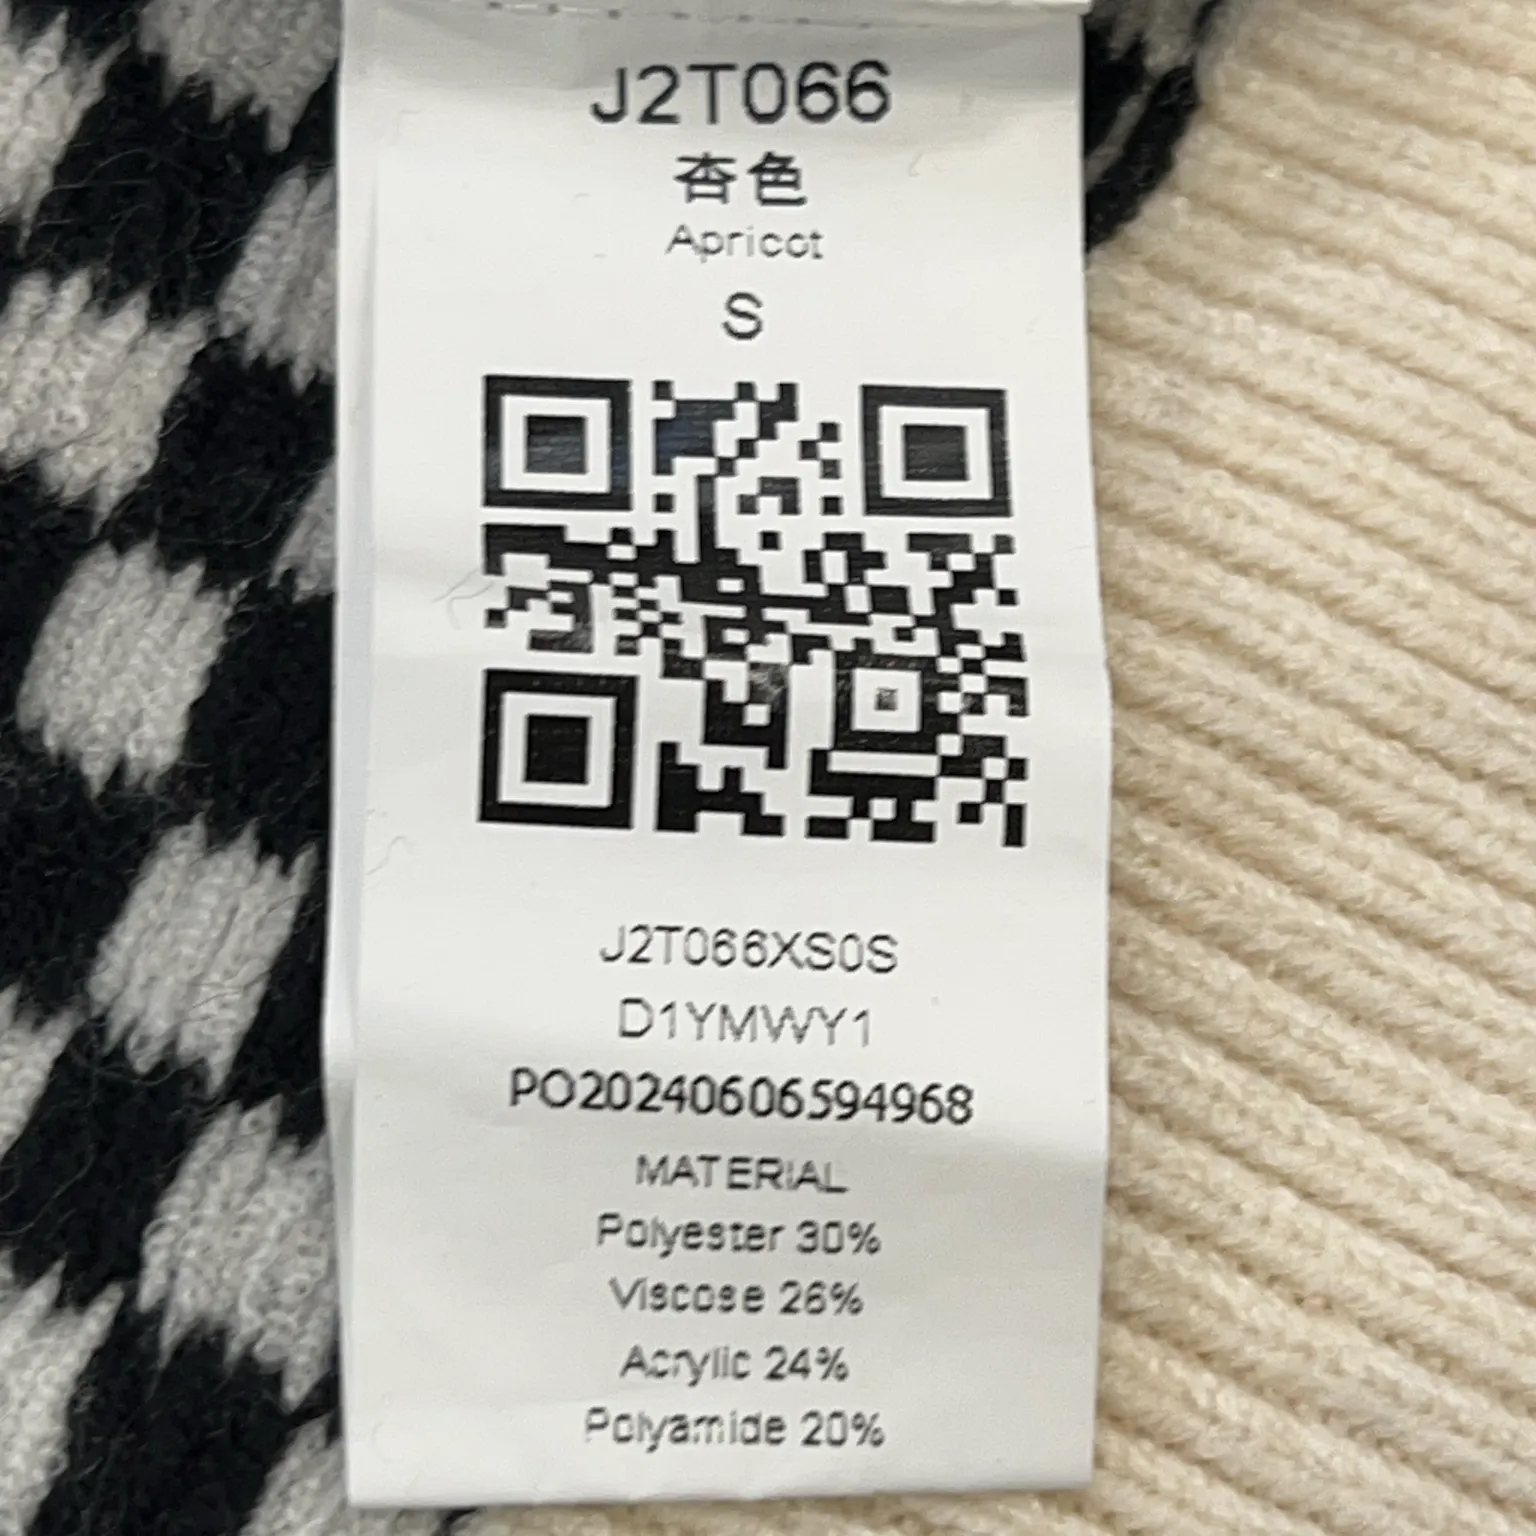 J2T066
杏色
Apricot
S
J2T066XS0S
D1YMWY1
PO20240606594968
MATERIAL
Polyester 30%
Viscose 26%
Acrylic 24%
Polyamide 20%